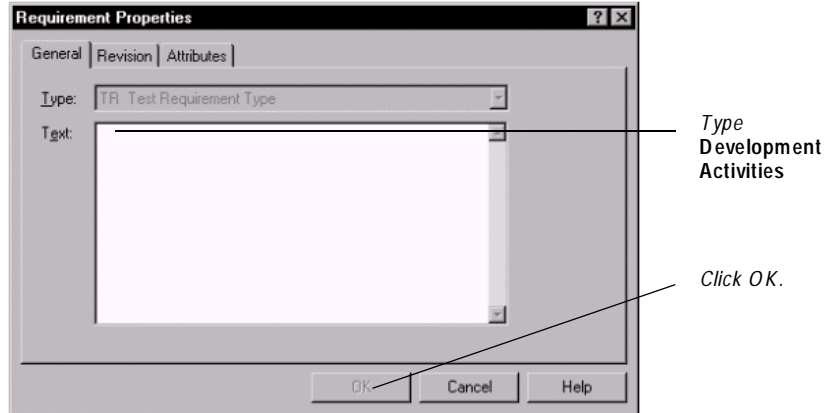 Requirement Properties
General Revision Attributes
Type: TR Test Requirement Type
Text:
Type
Development
Activities
Click OK.
OK Cancel Help